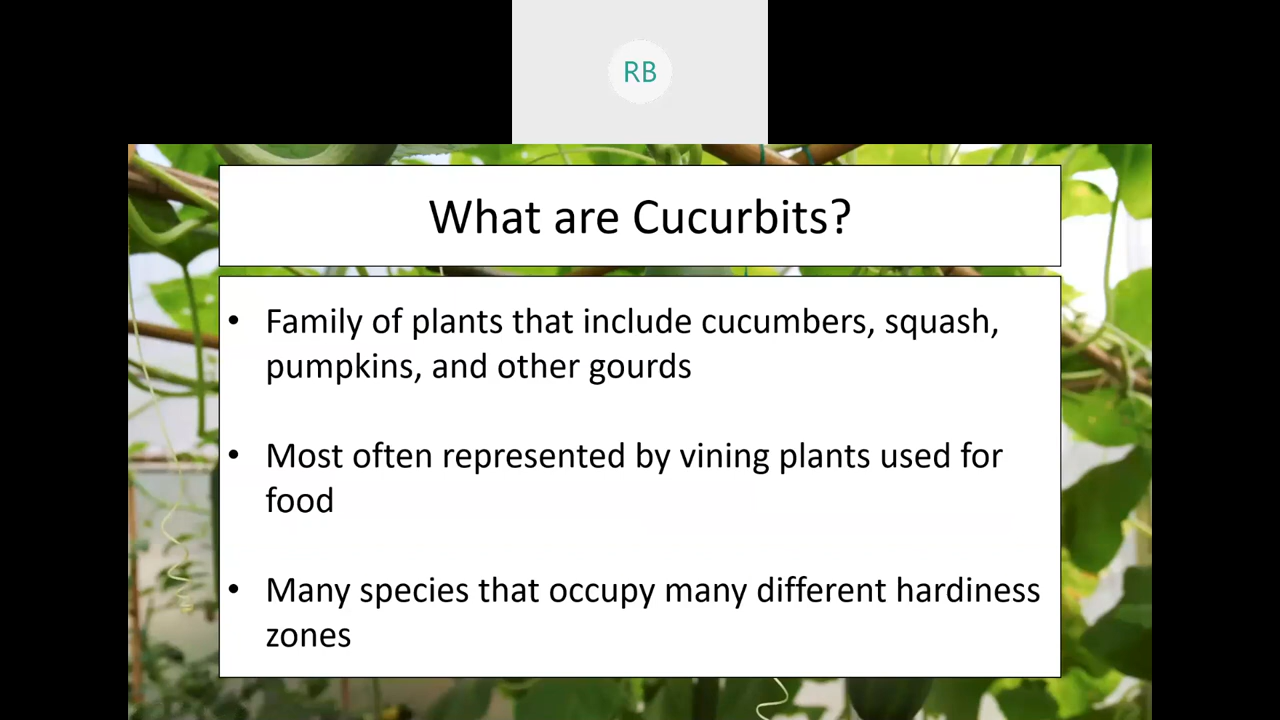 RB
What are Cucurbits?
• Family of plants that include cucumbers, squash,
pumpkins, and other gourds
• Most often represented by vining plants used for
food
• Many species that occupy many different hardiness
zones